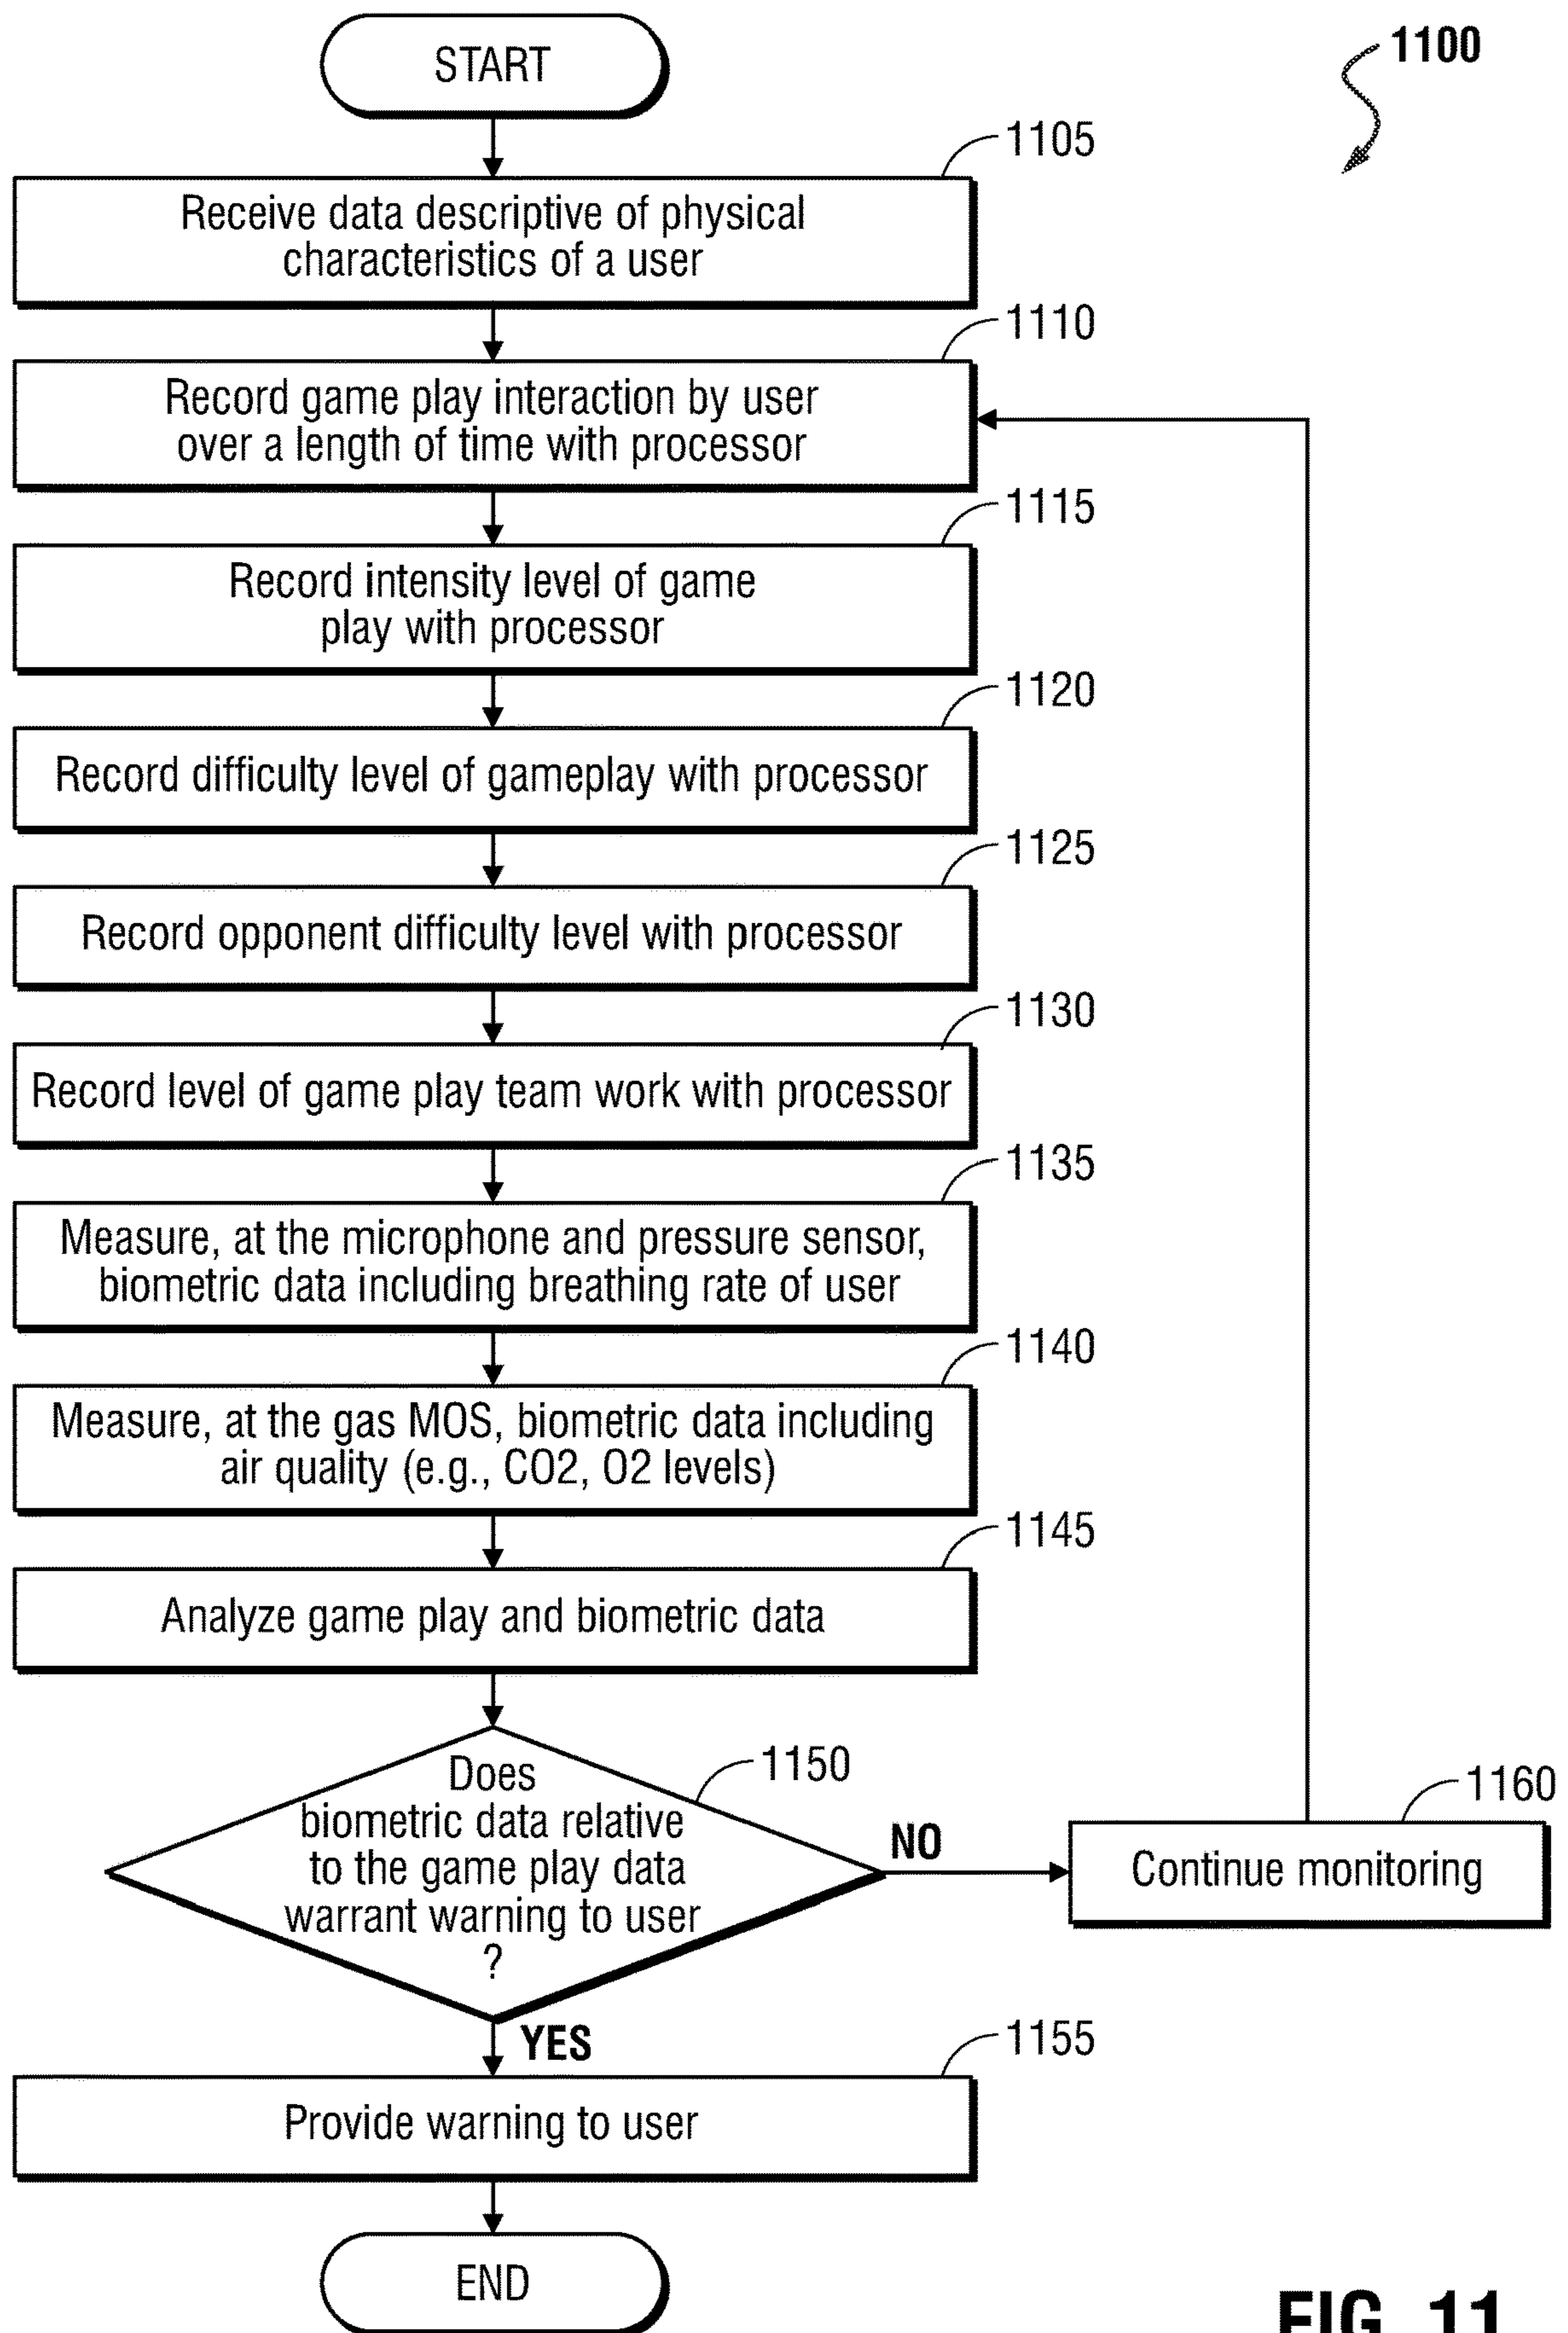 START
1100
1105
Receive data descriptive of physical
characteristics of a user
1110
Record game play interaction by user
over a length of time with processor
1115
Record intensity level of game
play with processor
1120
Record difficulty level of gameplay with processor
1125
Record opponent difficulty level with processor
1130
Record level of game play team work with processor
1135
Measure, at the microphone and pressure sensor,
biometric data including breathing rate of user
1140
Measure, at the gas MOS, biometric data including
air quality (e.g., CO2, O2 levels)
1145
Analyze game play and biometric data
1150
Does
biometric data relative
to the game play data
warrant warning to user
?
NO
1160
Continue monitoring
YES
1155
Provide warning to user
END
FIG. 11